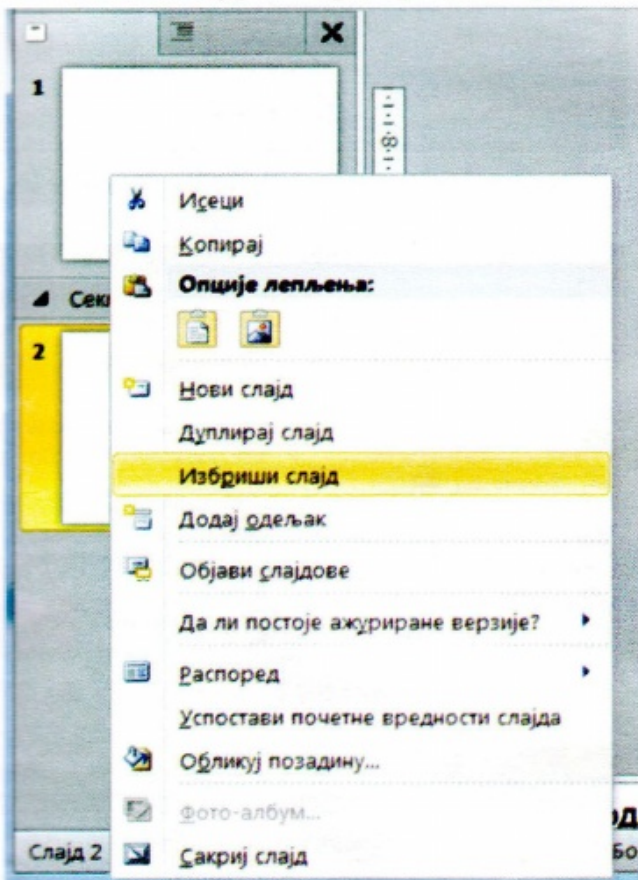 1
Исеци
Копирај
Опције лепљења:
2
Нови слајд
Дуплирај слајд
Избриши слајд
Додај одељак
Објави слајдове
Да ли постоје ажуриране верзије?
Распоред
Успостави почетне вредности слајда
Обликуј позадину...
Фото-албум...
Слајд 2
Сакриј слајд